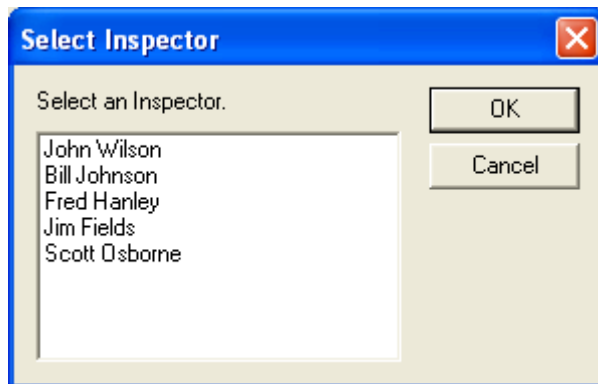 Select Inspector
Select an Inspector.
OK
Cancel
John Wilson
Bill Johnson
Fred Hanley
Jim Fields
Scott Osborne